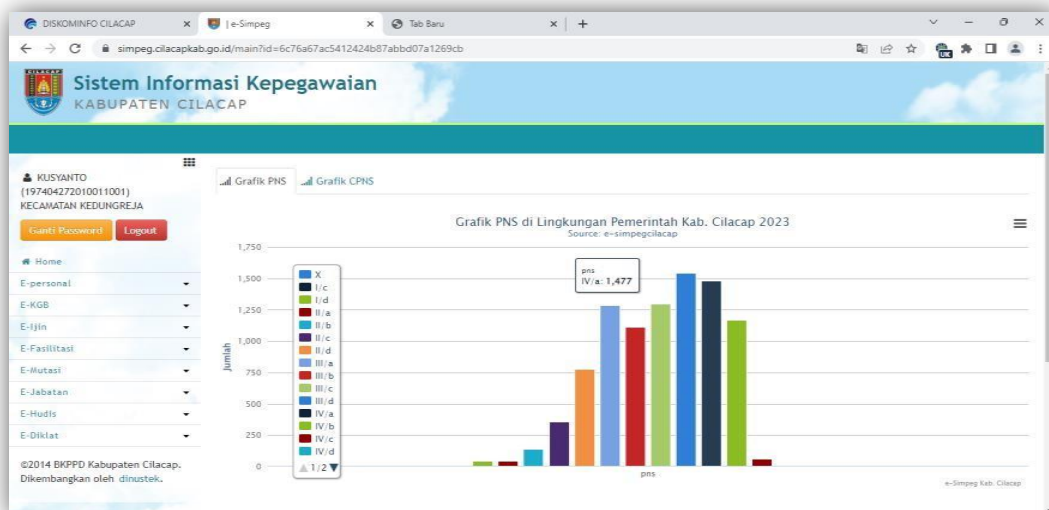 DISKOMINFO CILACAP
| e-Simpeg
Tab Baru
simpeg.cilacapkab.go.id/main?id=6c76a67ac5412424b87abbd07a1269cb
CILACAP
Sistem Informasi Kepegawaian
KABUPATEN CILACAP
KUSYANTO
(197404272010011001)
KECAMATAN KEDUNGREJA
Ganti Password Logout
Home
E-personal
E-KGB
E-Ijin
E-Fasilitasi
E-Mutasi
E-Jabatan
E-Hudis
E-Diklat
©2014 BKPPD Kabupaten Cilacap.
Dikembangkan oleh dinustek.
Grafik PNS Grafik CPNS
Grafik PNS di Lingkungan Pemerintah Kab. Cilacap 2023
Source: e-simpegcilacap
Jumlah
1,750
1,500
1,250
1,000
750
500
250
0
X
I/c
I/d
II/a
II/b
II/c
II/d
III/a
III/b
III/c
III/d
IV/a
IV/b
IV/c
IV/d
1/2
pns
IV/a: 1,477
pns
e-Simpeg Kab. Cilacap